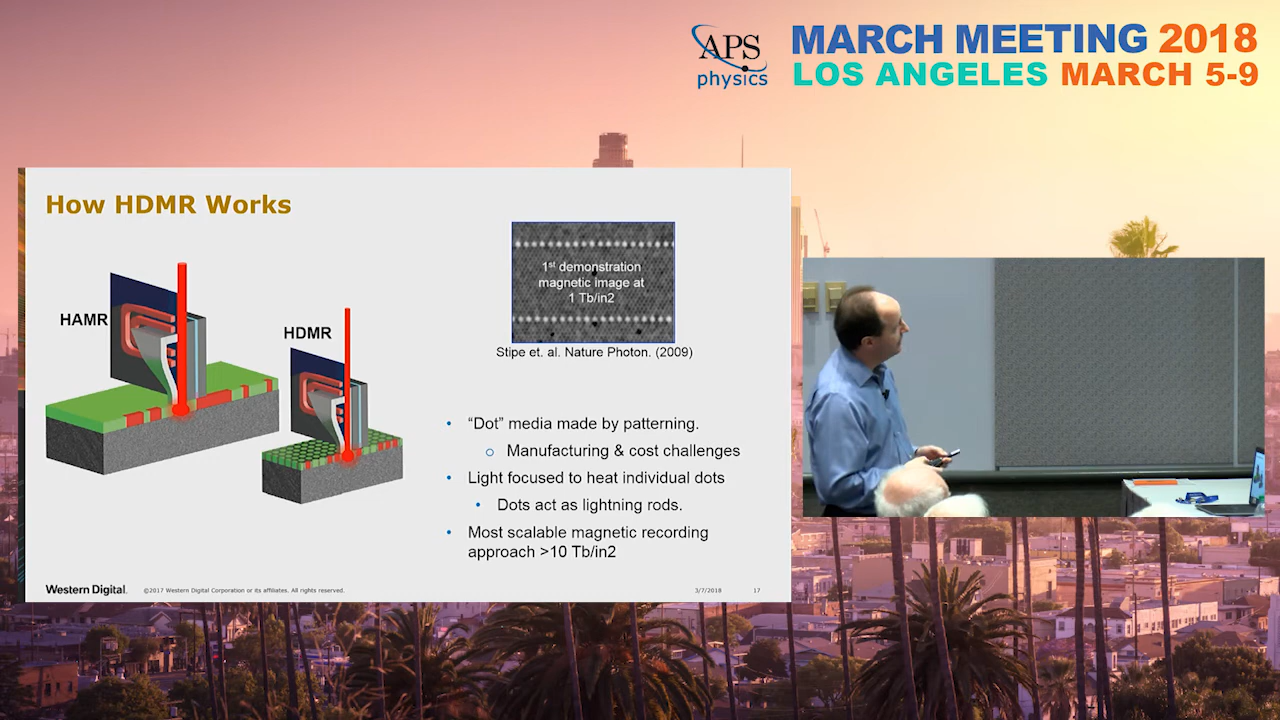 APS
physics
MARCH MEETING 2018
LOS ANGELES MARCH 5-9
How HDMR Works
HAMR
HDMR
1st demonstration
magnetic image at
1 Tb/in2
Stipe et. al. Nature Photon. (2009)
• “Dot” media made by patterning.
o Manufacturing & cost challenges
• Light focused to heat individual dots
• Dots act as lightning rods.
• Most scalable magnetic recording
approach >10 Tb/in2
Western Digital. ©2017 Western Digital Corporation or its affiliates. All rights reserved. 3/7/2018 17